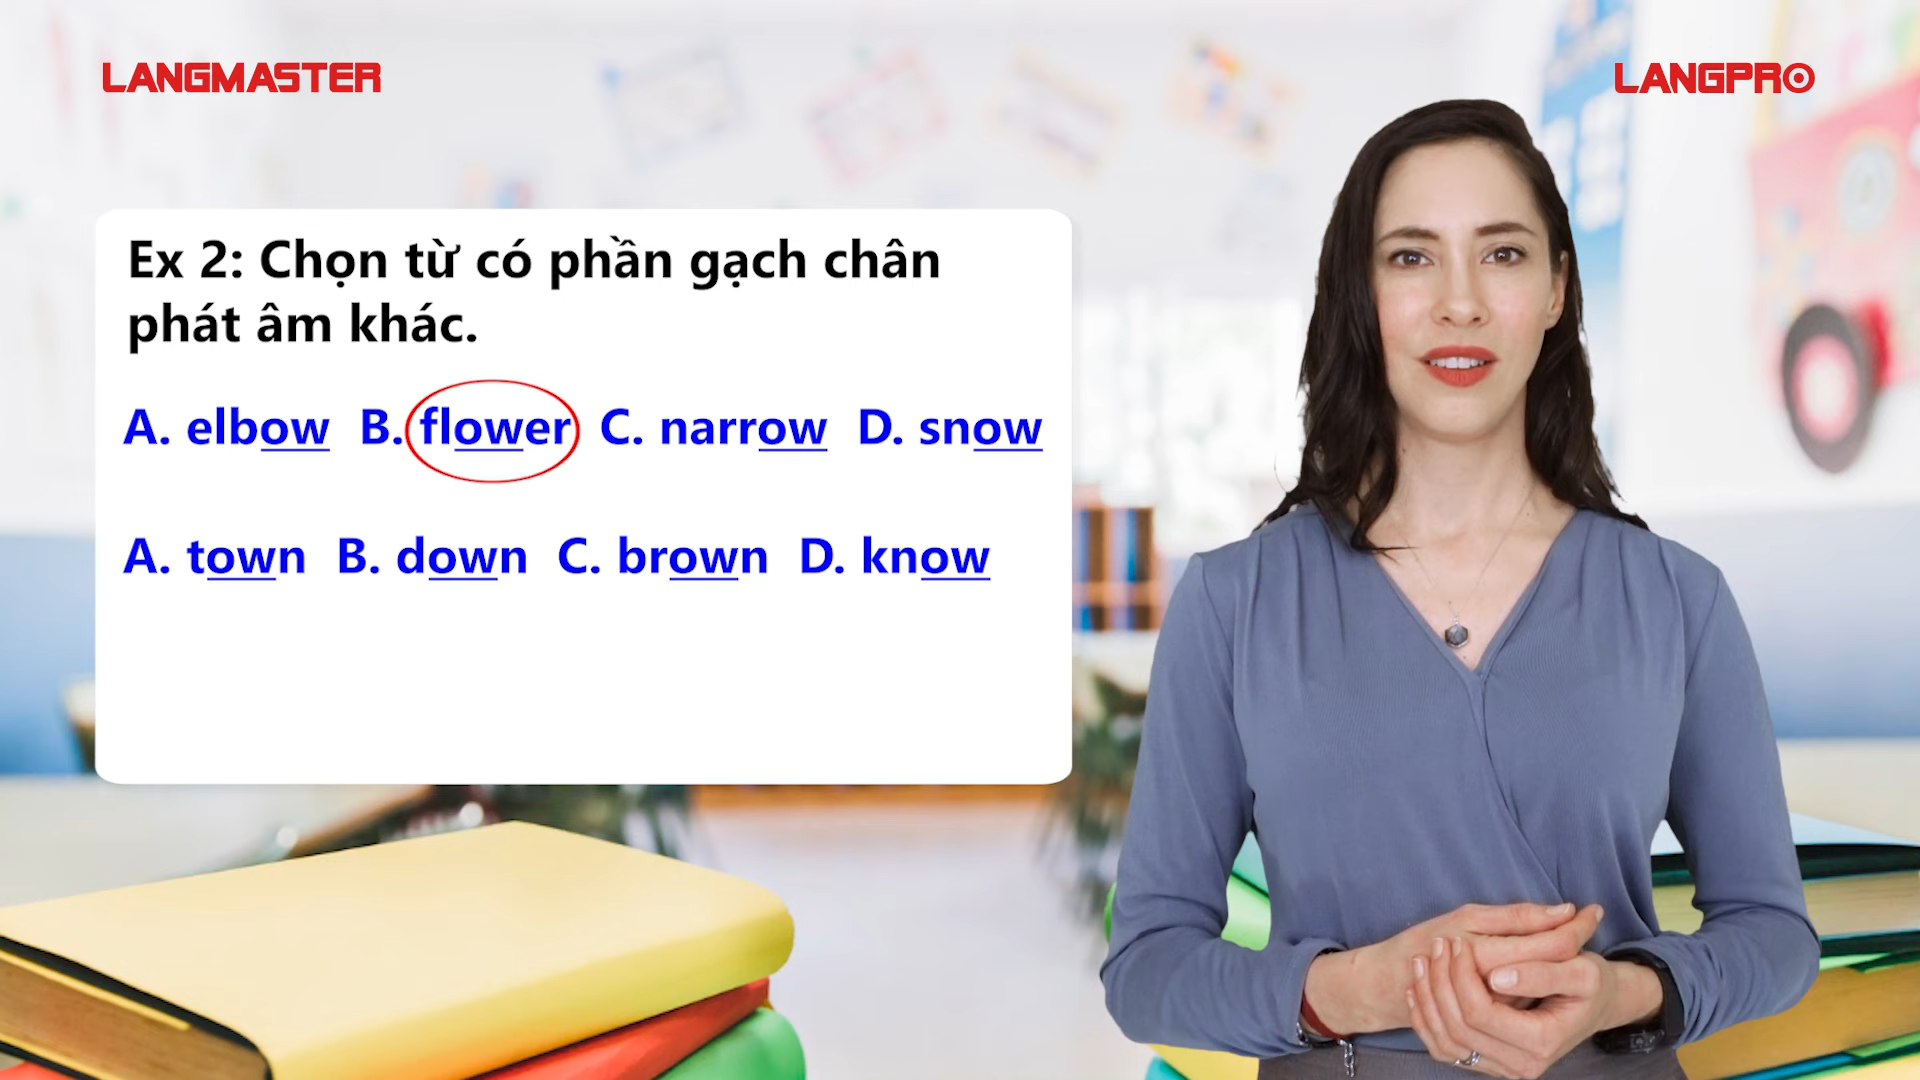 LANGMASTER
LANGPRO
Ex 2: Chọn từ có phần gạch chân
phát âm khác.
A. elbow B. flower C. narrow D. snow
A. town B. down C. brown D. know